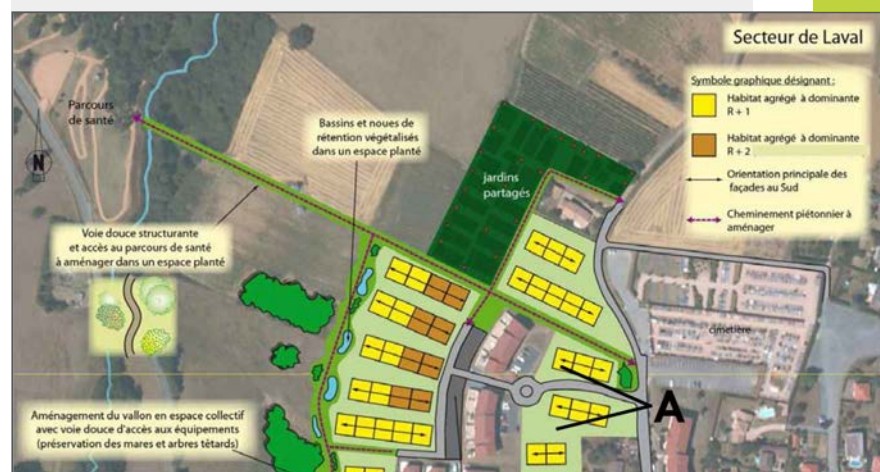 Secteur de Laval
Symbole graphique désignant :
Habitat agrégé à dominante
R + 1
Habitat agrégé à dominante
R + 2
Orientation principale des
façades au Sud
Cheminement piétonnier à
aménager
Parcours
de santé
Bassins et noues de
rétention végétalisés
dans un espace planté
N
jardins
partagés
Voie douce structurante
et accès au parcours de santé
à aménager dans un espace planté
cimetière
A
Aménagement du vallon en espace collectif
avec voie douce d'accès aux équipements
(préservation des mares et arbres têtards)